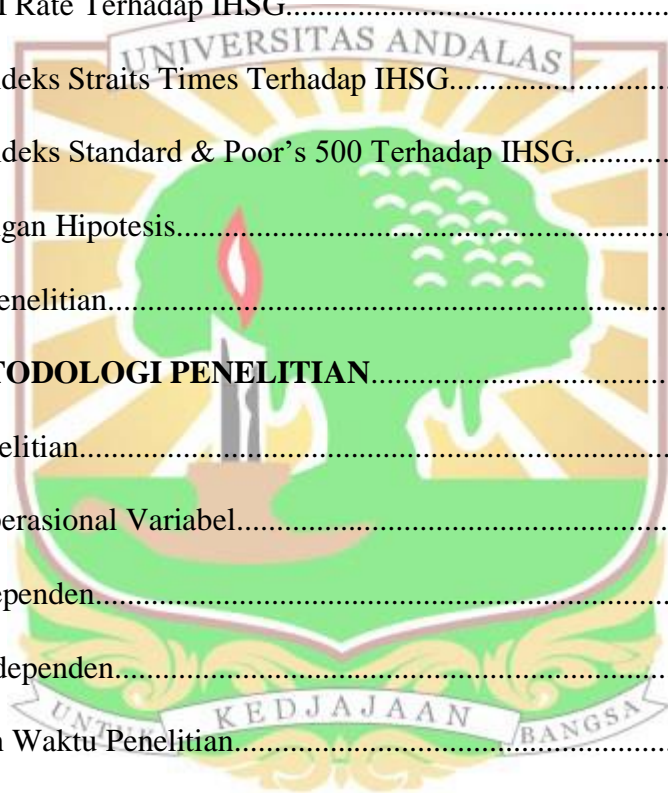 I Rate Terhadap IHSG
UNIVERSITAS ANDALAS
deks Straits Times Terhadap IHSG
deks Standard & Poor's 500 Terhadap IHSG
gan Hipotesis
enelitian
TODOLOGI PENELITIAN
elitian
perasional Variabel
ependen
dependen
UNTUK KEDJAJAAN BANGSA
n Waktu Penelitian